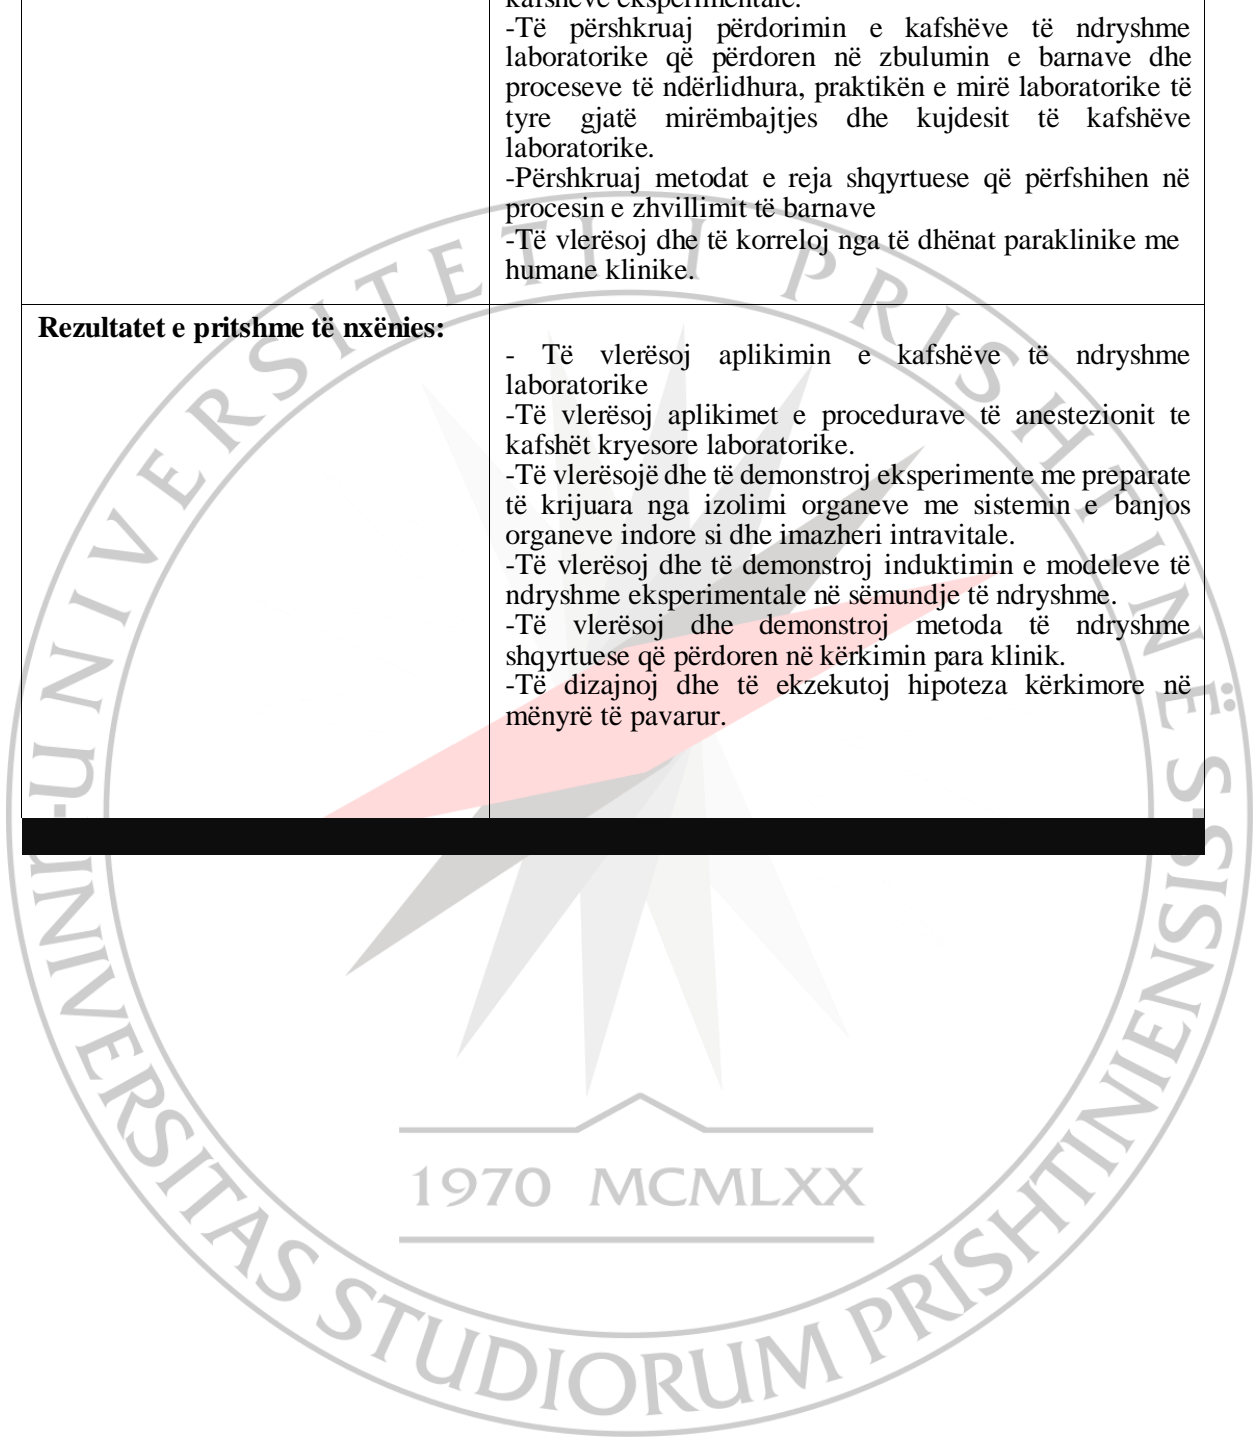 kafshëve eksperimentale.
-Të përshkruaj përdorimin e kafshëve të ndryshme
laboratorike që përdoren në zbulumin e barnave dhe
proceseve të ndërlidhura, praktikën e mirë laboratorike të
tyre gjatë mirëmbajtjes dhe kujdesit të kafshëve
laboratorike.
-Përshkruaj metodat e reja shqyrtuese që përfshihen në
procesin e zhvillimit të barnave
-Të vlerësoj dhe të korreloj nga të dhënat paraklinike me
humane klinike.
Rezultatet e pritshme të nxënies:
- Të vlerësoj aplikimin e kafshëve të ndryshme
laboratorike
-Të vlerësoj aplikimet e procedurave të anestezionit te
kafshët kryesore laboratorike.
-Të vlerësojë dhe të demonstroj eksperimente me preparate
të krijuara nga izolimi organeve me sistemin e banjos
organeve indore si dhe imazheri intravitale.
-Të vlerësoj dhe të demonstroj induktimin e modeleve të
ndryshme eksperimentale në sëmundje të ndryshme.
-Të vlerësoj dhe demonstroj metoda të ndryshme
shqyrtuese që përdoren në kërkimin para klinik.
-Të dizajnoj dhe të ekzekutoj hipoteza kërkimore në
mënyrë të pavarur.
UNIVERSITETI I PRISHTINËS
UNIVERSITAS STUDIORUM PRISHTINIENSIS
1970 MCMLXX